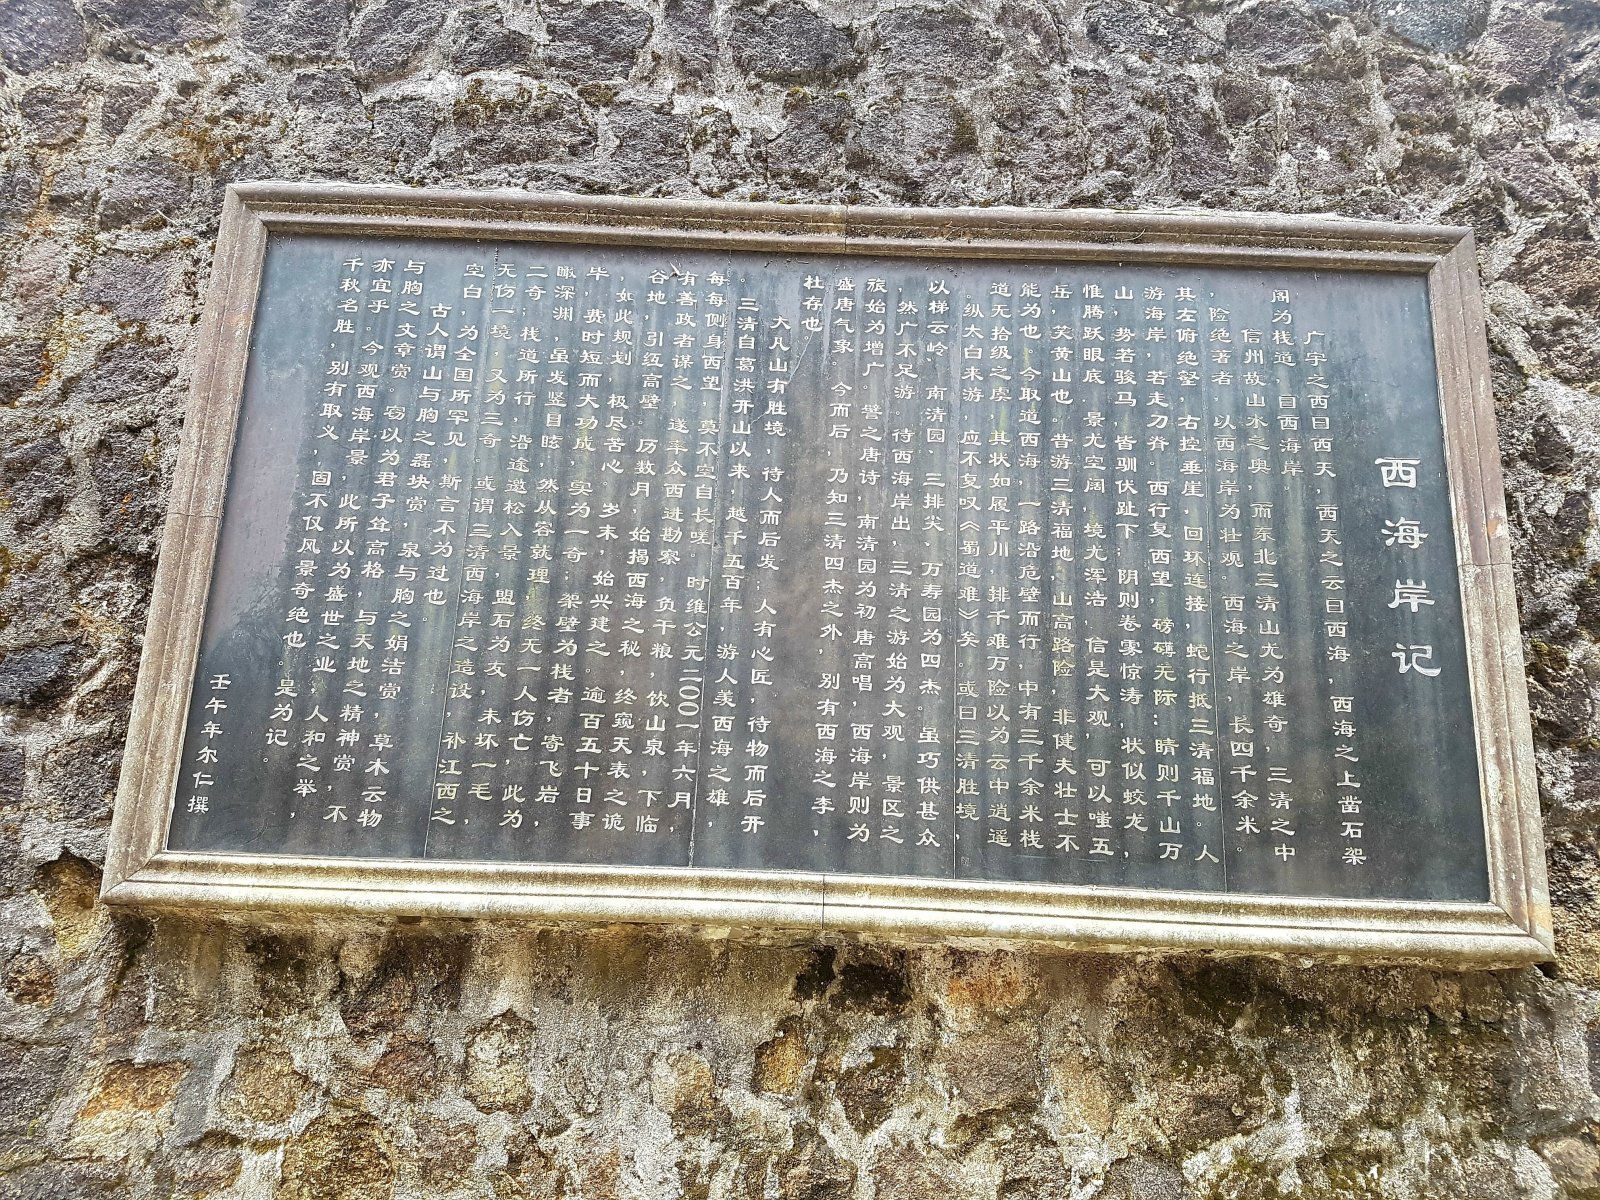 西海岸记
广宇之西曰西天，西天之云曰西海，西海之上凿石架
阁为栈道，曰西海岸。
信州故山水之奥，而东北三清山尤为雄奇，三清之中
，险绝著者，以西海岸为壮观。西海之岸，长四千余米。
其左俯绝壑，右控垂崖，回环连接，蛇行抵三清福地。人
游海岸，若走刀脊。西行复西望，磅礴无际：晴则千山万
山，势若骏马，皆驯伏趾下；阴则卷雾惊涛，状似蛟龙，
惟腾跃眼底．景尤空阔，境尤浑浩，信是大观，可以嗤五
岳，笑黄山也。昔游三清福地，山高路险，非健夫壮士不
能为也。今取道西海，一路沿危壁而行，中有三千余米栈
道无拾级之虞，其状如履平川，排千难万险以为云中逍遥
。纵太白来游，应不复叹《蜀道难》矣。或曰三清胜境，
以梯云岭、南清园、三排尖、万寿园为四杰。虽巧供甚众
，然广不足游。待西海岸出，三清之游始为大观，景区之
旅始为增广。譬之唐诗，南清园为初唐高唱，西海岸则为
盛唐气象。今而后，乃知三清四杰之外，别有西海之李，
杜存也。
大凡山有胜境，待人而后发；人有心匠，待物而后开
。三清自葛洪开山以来，越千五百年，游人羡西海之雄，
每每侧身西望，莫不空自长嗟。时维公元二〇〇一年六月，
有善政者谋之，遂率众西进勘察，负干粮，饮山泉，下临
谷地，引缒高壁。历数月，始揭西海之秘，终窥天表之诡
，如此规划，极尽苦心。岁末，始兴建之。逾百五十日事
毕，费时短而大功成，实为一奇；架壁为栈者，寄飞岩，
瞰深渊，虽发竖目眩，然从容就理，终无一人伤亡，此为
二奇；栈道所行，沿途邀松入景，盟石为友，未坏一毛，
无伤一境，又为三奇。或谓三清西海岸之造设，补江西之
空白，为全国所罕见，斯言不为过也。
古人谓山与胸之磊块赏，泉与胸之娟洁赏，草木云物
与胸之文章赏。窃以为君子耸高格，与天地之精神赏，不
亦宜乎。今观西海岸景，此所以为盛世之业，人和之举，
千秋名胜，别有取义，固不仅风景奇绝也。是为记。
壬午年尔仁撰